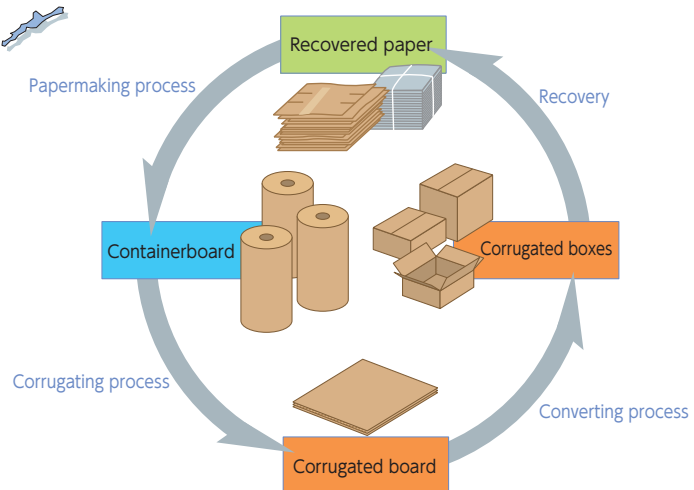 Recovered paper
Papermaking process
Recovery
Containerboard
Corrugated boxes
Corrugating process
Converting process
Corrugated board